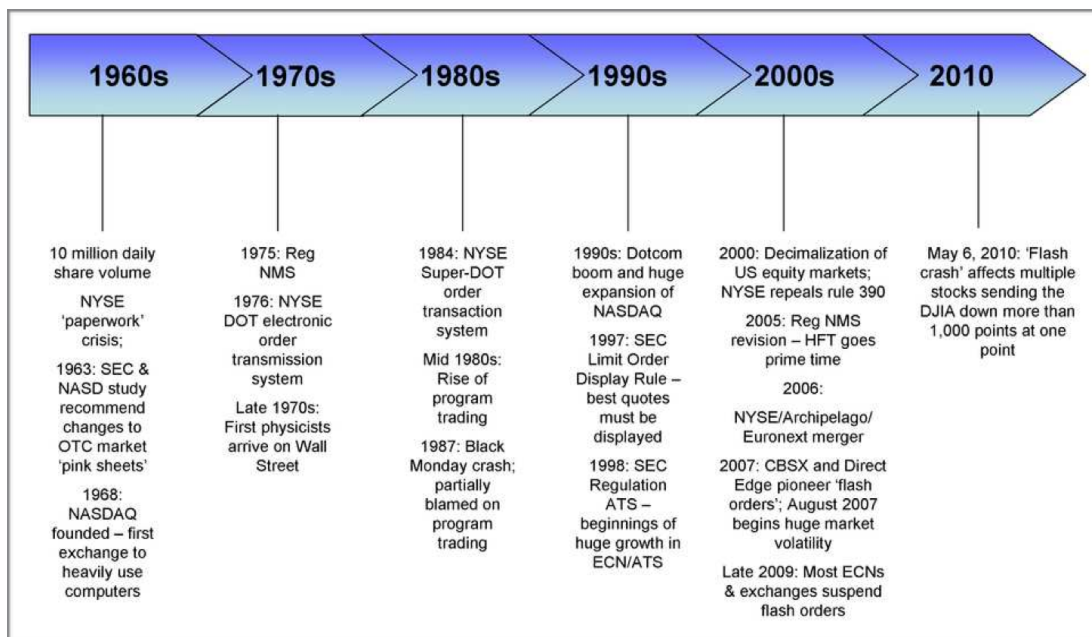 1960s
1970s
1980s
1990s
2000s
2010
10 million daily
share volume
NYSE
‘paperwork’
crisis;
1963: SEC &
NASD study
recommend
changes to
OTC market
‘pink sheets’
1968:
NASDAQ
founded – first
exchange to
heavily use
computers
1975: Reg
NMS
1976: NYSE
DOT electronic
order
transmission
system
Late 1970s:
First physicists
arrive on Wall
Street
1984: NYSE
Super-DOT
order
transaction
system
Mid 1980s:
Rise of
program
trading
1987: Black
Monday crash;
partially
blamed on
program
trading
1990s: Dotcom
boom and huge
expansion of
NASDAQ
1997: SEC
Limit Order
Display Rule –
best quotes
must be
displayed
1998: SEC
Regulation
ATS –
beginnings of
huge growth in
ECN/ATS
2000: Decimalization of
US equity markets;
NYSE repeals rule 390
2005: Reg NMS
revision – HFT goes
prime time
2006:
NYSE/Archipelago/
Euronext merger
2007: CBSX and Direct
Edge pioneer ‘flash
orders’; August 2007
begins huge market
volatility
Late 2009: Most ECNs
& exchanges suspend
flash orders
May 6, 2010: ‘Flash
crash’ affects multiple
stocks sending the
DJIA down more than
1,000 points at one
point